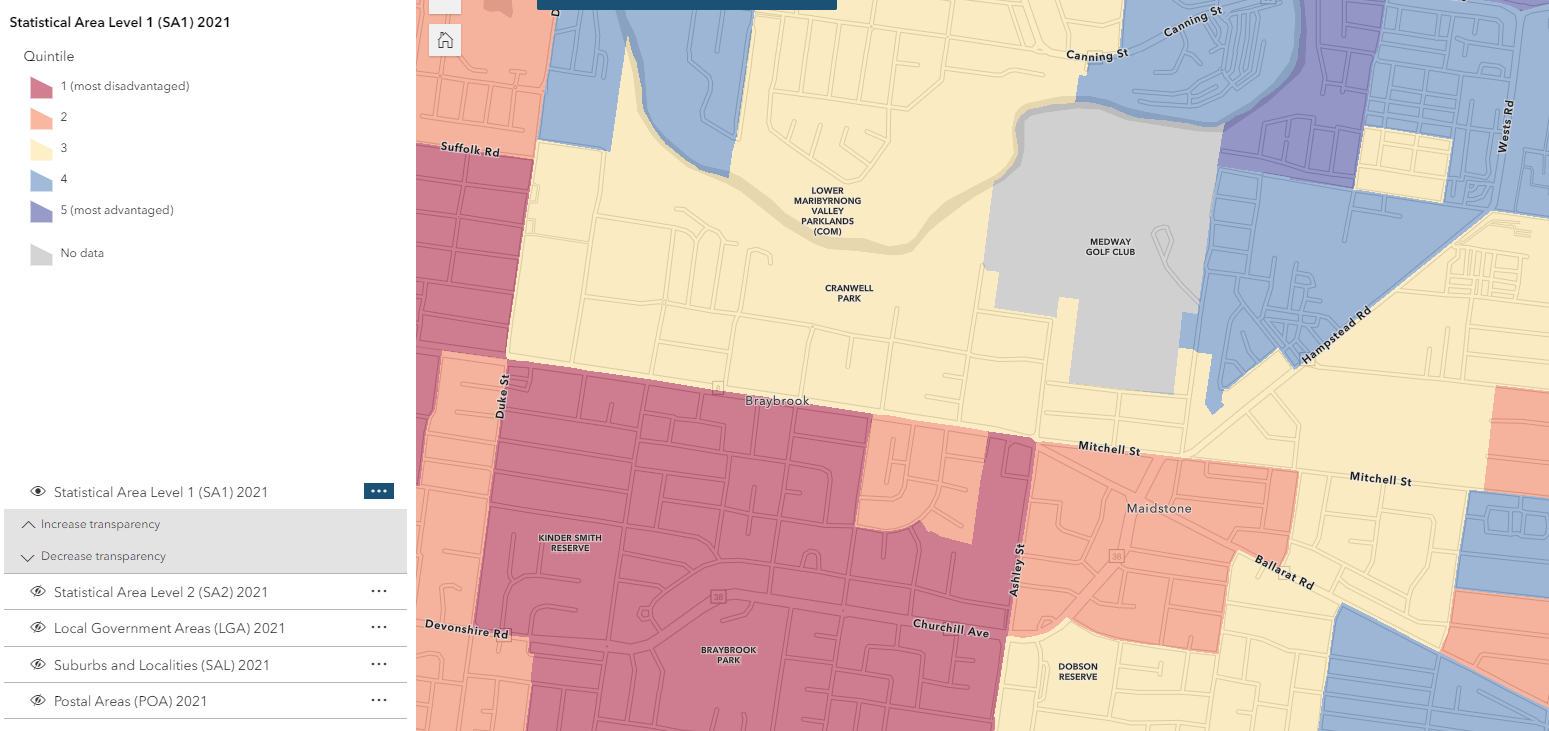 Statistical Area Level 1 (SA1) 2021
Quintile
1 (most disadvantaged)
2
3
4
5 (most advantaged)
No data
Statistical Area Level 1 (SA1) 2021
Increase transparency
Decrease transparency
Statistical Area Level 2 (SA2) 2021
Local Government Areas (LGA) 2021
Suburbs and Localities (SAL) 2021
Postal Areas (POA) 2021
Canning St
Canning St
Wests Rd
Suffolk Rd
LOWER
MARIBYRNONG
VALLEY
PARKLANDS
(COM)
MEDWAY
GOLF CLUB
CRANWELL
PARK
Hampstead Rd
Duke St
Braybrook
Mitchell St
Mitchell St
Maidstone
KINDER SMITH
RESERVE
38
Ashley St
Ballarat Rd
38
Devonshire Rd
Churchill Ave
BRAYBROOK
PARK
DOBSON
RESERVE